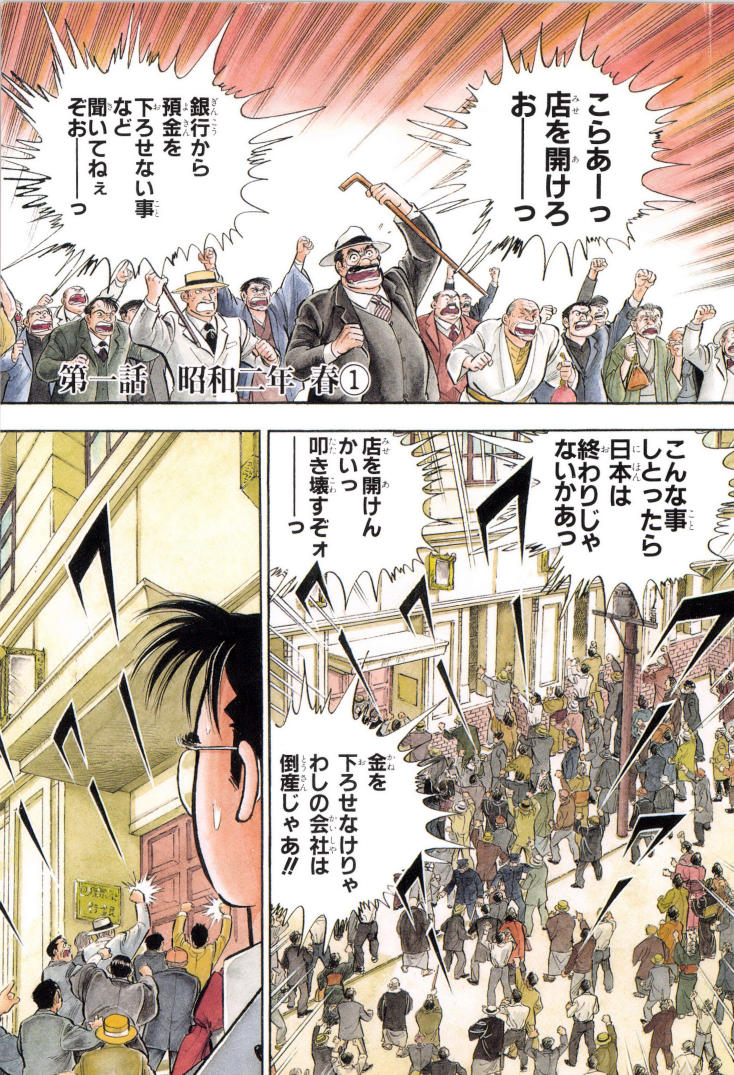 こらあーっ
店を開けろ
おーーっ
銀行から
預金を
下ろせない事
など
聞いてねぇ
ぞおーーっ
第一話 昭和二年 春①
こんな事
しとったら
日本は
終わりじゃ
ないかあっ
店を開けん
かいっ
叩き壊すぞォ
ーーっ
金を
下ろせなけりゃ
わしの会社は
倒産じゃあ!!